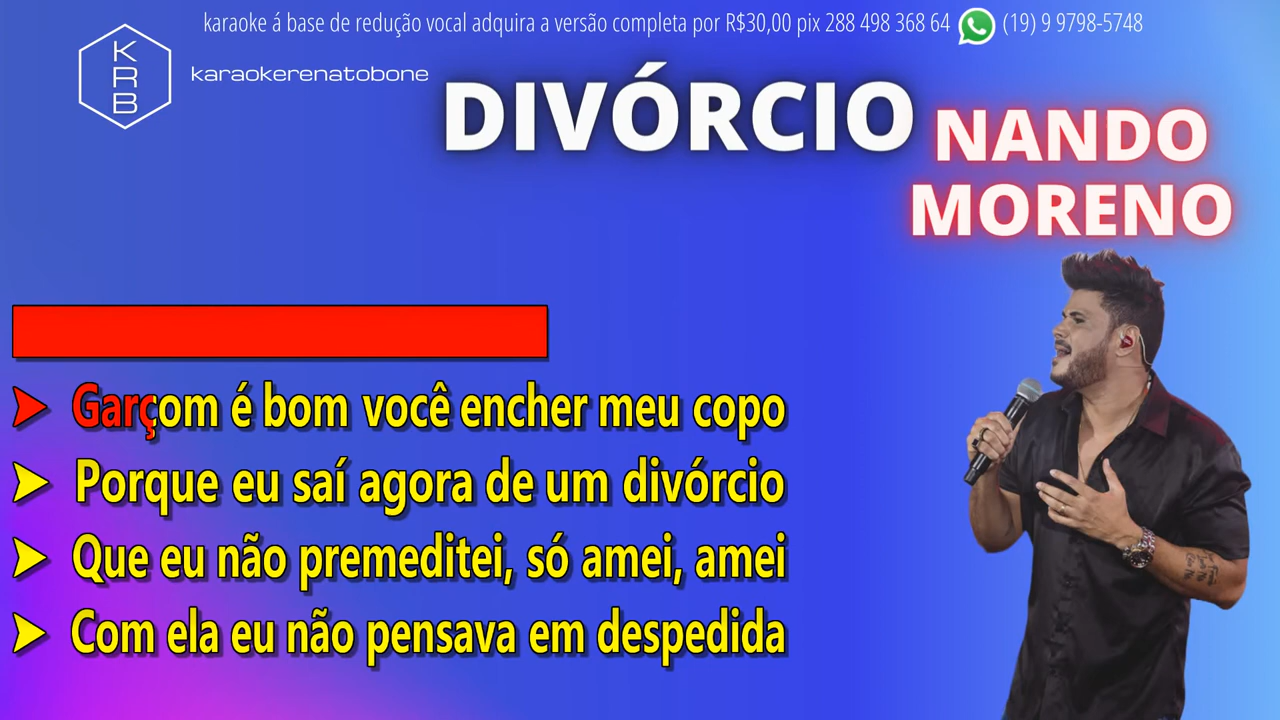 karaoke á base de redução vocal adquira a versão completa por R$30,00 pix 288 498 368 64 (19) 9 9798-5748
KRB
karaokerenatobone
DIVÓRCIO
NANDO
MORENO
Garçom é bom você encher meu copo
Porque eu saí agora de um divórcio
Que eu não premeditei, só amei, amei
Com ela eu não pensava em despedida